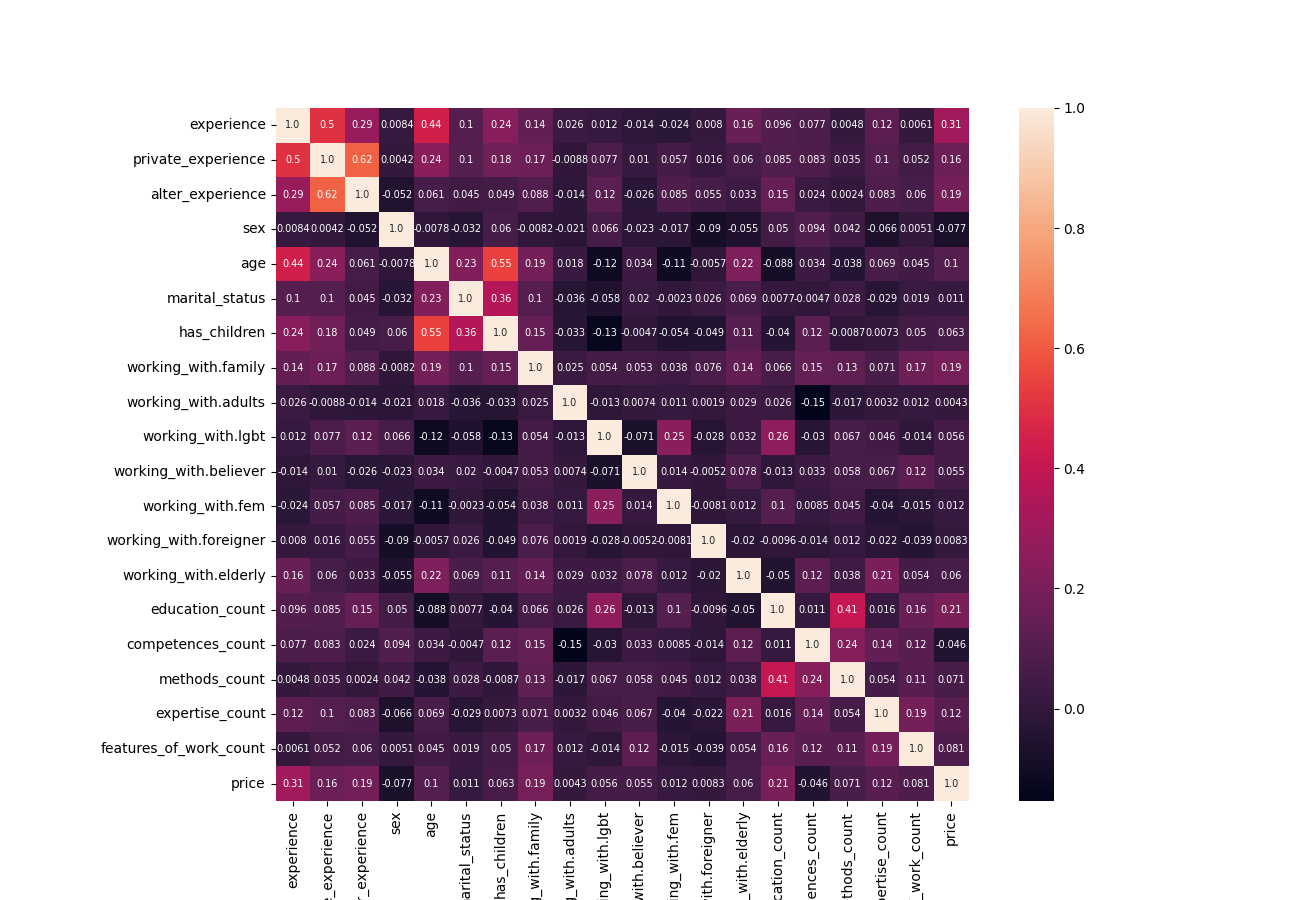 experience 1.0 0.5 0.29 0.0084 0.44 0.1 0.24 0.14 0.026 0.012 -0.014 -0.024 0.008 0.16 0.096 0.077 0.0048 0.12 0.0061 0.31
private_experience 0.5 1.0 0.62 0.0042 0.24 0.1 0.18 0.17 -0.0088 0.077 0.01 0.057 0.016 0.06 0.085 0.083 0.035 0.1 0.052 0.16
alter_experience 0.29 0.62 1.0 -0.052 0.061 0.045 0.049 0.088 -0.014 0.12 -0.026 0.085 0.055 0.033 0.15 0.024 0.0024 0.083 0.06 0.19
sex 0.0084 0.0042 -0.052 1.0 -0.0078 -0.032 0.06 -0.0082 -0.021 0.066 -0.023 -0.017 -0.09 -0.055 0.05 0.094 0.042 -0.066 0.0051 -0.077
age 0.44 0.24 0.061 -0.0078 1.0 0.23 0.55 0.19 0.018 -0.12 0.034 -0.11 -0.0057 0.22 -0.088 0.034 -0.038 0.069 0.045 0.1
marital_status 0.1 0.1 0.045 -0.032 0.23 1.0 0.36 0.1 -0.036 -0.058 0.02 -0.0023 0.026 0.069 0.0077 -0.0047 0.028 -0.029 0.019 0.011
has_children 0.24 0.18 0.049 0.06 0.55 0.36 1.0 0.15 -0.033 -0.13 -0.0047 -0.054 -0.049 0.11 -0.04 0.12 -0.0087 0.0073 0.05 0.063
working_with.family 0.14 0.17 0.088 -0.0082 0.19 0.1 0.15 1.0 0.025 0.054 0.053 0.038 0.076 0.14 0.066 0.15 0.13 0.071 0.17 0.19
working_with.adults 0.026 -0.0088 -0.014 -0.021 0.018 -0.036 -0.033 0.025 1.0 -0.013 0.0074 0.011 0.0019 0.029 0.026 -0.15 -0.017 0.0032 0.012 0.0043
working_with.lgbt 0.012 0.077 0.12 0.066 -0.12 -0.058 -0.13 0.054 -0.013 1.0 -0.071 0.25 -0.028 0.032 0.26 -0.03 0.067 0.046 -0.014 0.056
working_with.believer -0.014 0.01 -0.026 -0.023 0.034 0.02 -0.0047 0.053 0.0074 -0.071 1.0 0.014 -0.0052 0.078 -0.013 0.033 0.058 0.067 0.12 0.055
working_with.fem -0.024 0.057 0.085 -0.017 -0.11 -0.0023 -0.054 0.038 0.011 0.25 0.014 1.0 -0.0081 0.012 0.1 0.0085 0.045 -0.04 -0.015 0.012
working_with.foreigner 0.008 0.016 0.055 -0.09 -0.0057 0.026 -0.049 0.076 0.0019 -0.028 -0.0052 -0.0081 1.0 -0.02 -0.0096 -0.014 0.012 -0.022 -0.039 0.0083
working_with.elderly 0.16 0.06 0.033 -0.055 0.22 0.069 0.11 0.14 0.029 0.032 0.078 0.012 -0.02 1.0 -0.05 0.12 0.038 0.21 0.054 0.06
education_count 0.096 0.085 0.15 0.05 -0.088 0.0077 -0.04 0.066 0.026 0.26 -0.013 0.1 -0.0096 -0.05 1.0 0.011 0.41 0.016 0.16 0.21
competences_count 0.077 0.083 0.024 0.094 0.034 -0.0047 0.12 0.15 -0.15 -0.03 0.033 0.0085 -0.014 0.12 0.011 1.0 0.24 0.14 0.12 -0.046
methods_count 0.0048 0.035 0.0024 0.042 -0.038 0.028 -0.0087 0.13 -0.017 0.067 0.058 0.045 0.012 0.038 0.41 0.24 1.0 0.054 0.11 0.071
expertise_count 0.12 0.1 0.083 -0.066 0.069 -0.029 0.0073 0.071 0.0032 0.046 0.067 -0.04 -0.022 0.21 0.016 0.14 0.054 1.0 0.19 0.12
features_of_work_count 0.0061 0.052 0.06 0.0051 0.045 0.019 0.05 0.17 0.012 -0.014 0.12 -0.015 -0.039 0.054 0.16 0.12 0.11 0.19 1.0 0.081
price 0.31 0.16 0.19 -0.077 0.1 0.011 0.063 0.19 0.0043 0.056 0.055 0.012 0.0083 0.06 0.21 -0.046 0.071 0.12 0.081 1.0
experience
e_experience
r_experience
sex
age
arital_status
has_children
g_with.family
g_with.adults
ing_with.lgbt
with.believer
ing_with.fem
vith.foreigner
_with.elderly
cation_count
ences_count
thods_count
pertise_count
_work_count
price
1.0
0.8
0.6
0.4
0.2
0.0